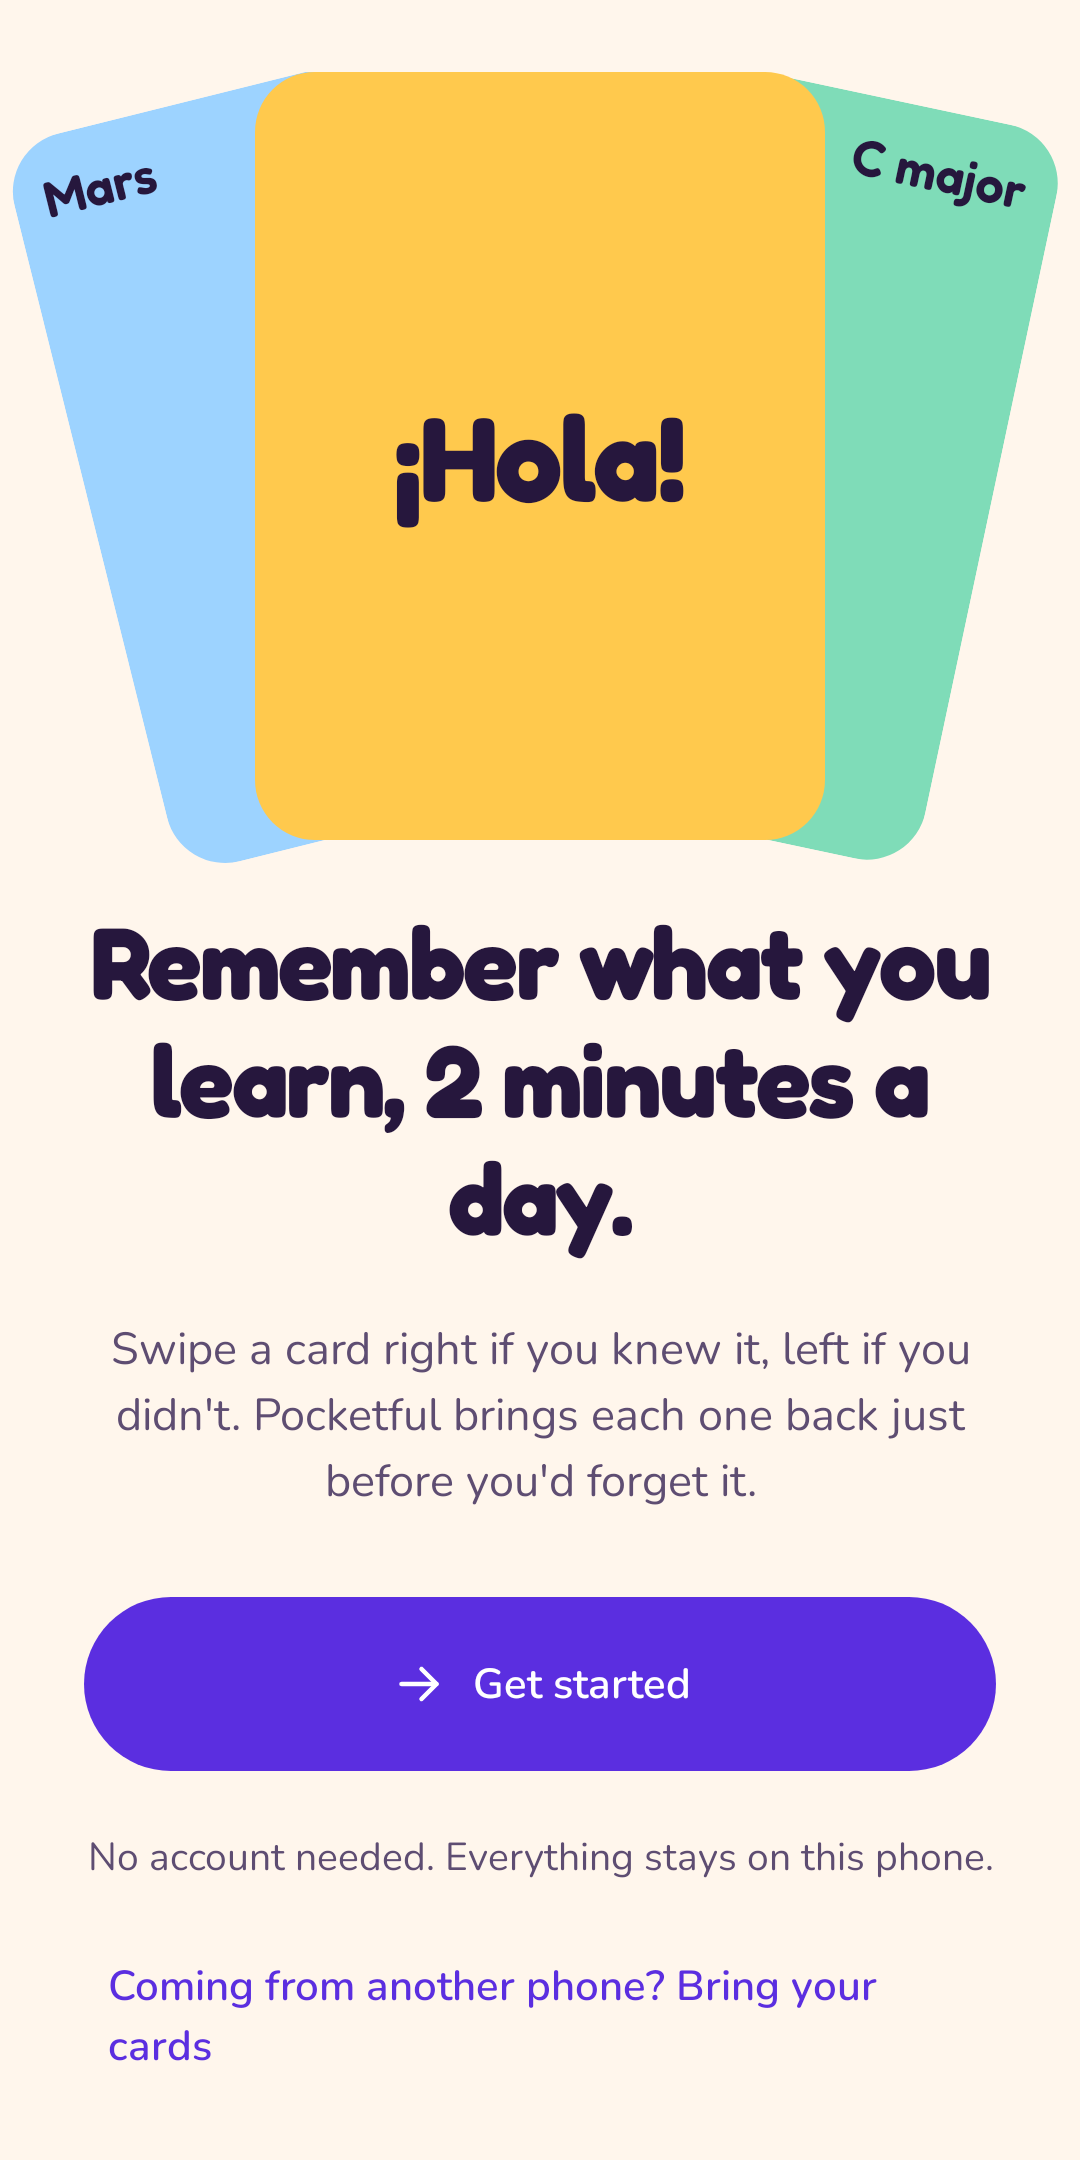 Mars
C major
¡Hola!
Remember what you
learn, 2 minutes a
day.
Swipe a card right if you knew it, left if you
didn't. Pocketful brings each one back just
before you'd forget it.
Get started
No account needed. Everything stays on this phone.
Coming from another phone? Bring your
cards